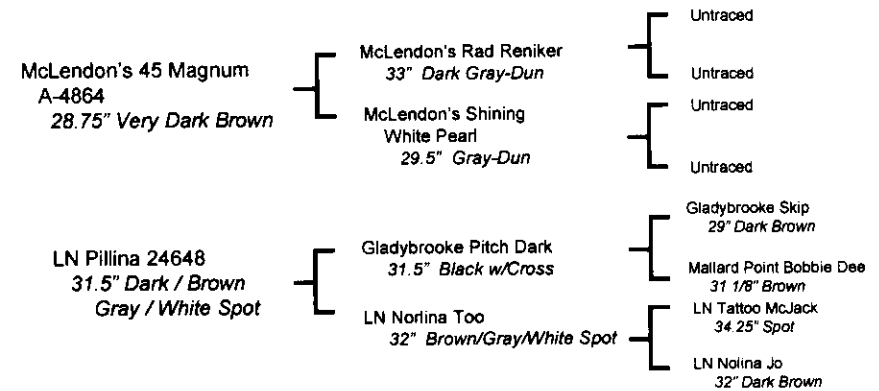 McLendon's 45 Magnum
A-4864
28.75" Very Dark Brown
McLendon's Rad Reniker
33" Dark Gray-Dun
Untraced
Untraced
McLendon's Shining
White Pearl
29.5" Gray-Dun
Untraced
Untraced
LN Pillina 24648
31.5" Dark / Brown
Gray / White Spot
Gladybrooke Pitch Dark
31.5" Black w/Cross
Gladybrooke Skip
29" Dark Brown
Mallard Point Bobbie Dee
31 1/8" Brown
LN Norlina Too
32" Brown/Gray/White Spot
LN Tattoo McJack
34.25" Spot
LN Nolina Jo
32" Dark Brown